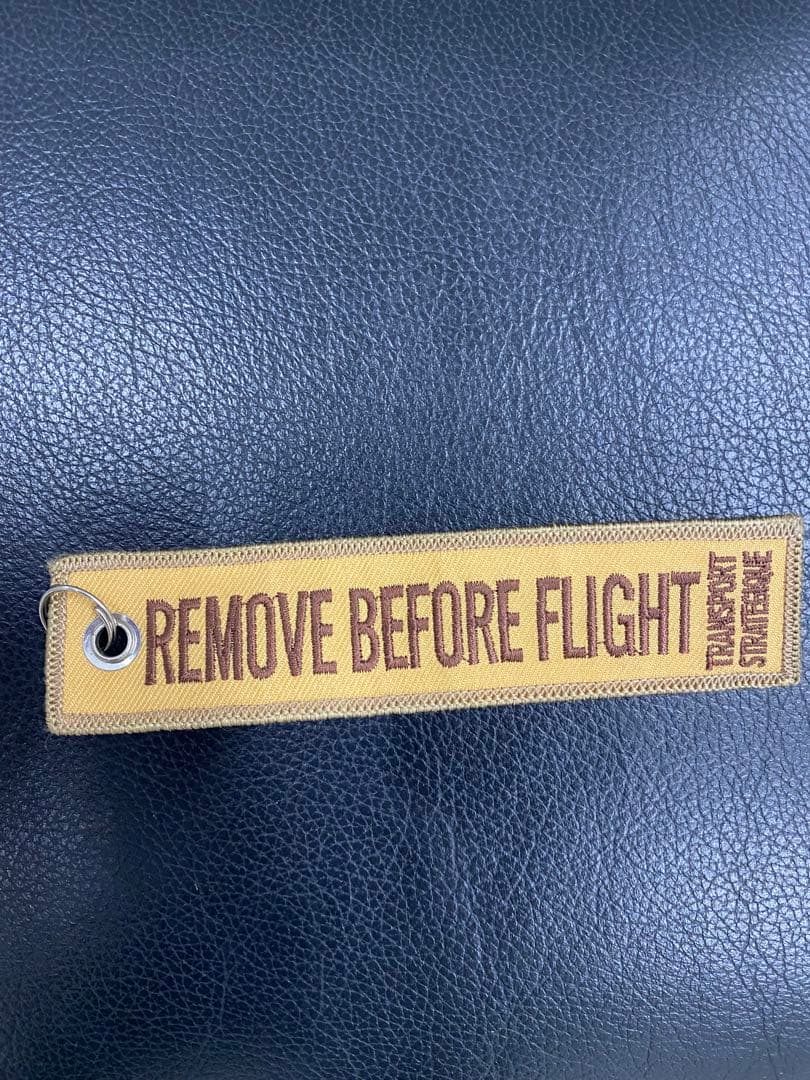 REMOVE BEFORE FLIGHT
TRANSPORT
STRATEGIQUE